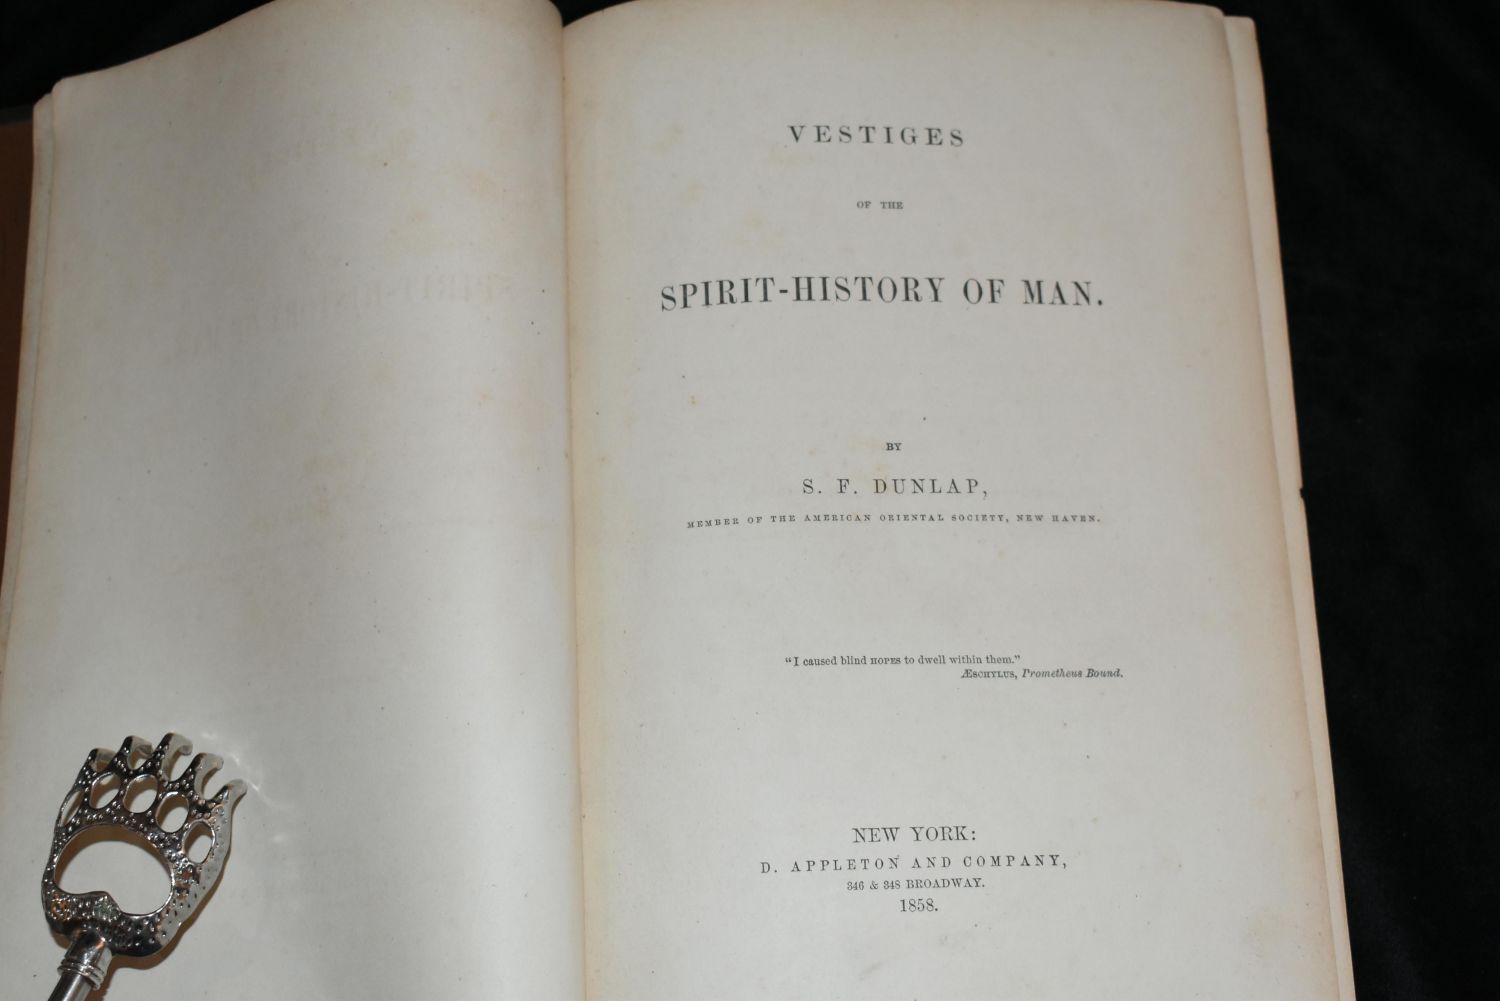 VESTIGES
OF THE
SPIRIT-HISTORY OF MAN.
BY
S. F. DUNLAP,
MEMBER OF THE AMERICAN ORIENTAL SOCIETY, NEW HAVEN.
"I caused blind HOPES to dwell within them."
ÆSCHYLUS, Prometheus Bound.
NEW YORK:
D. APPLETON AND COMPANY,
346 & 348 BROADWAY.
1858.